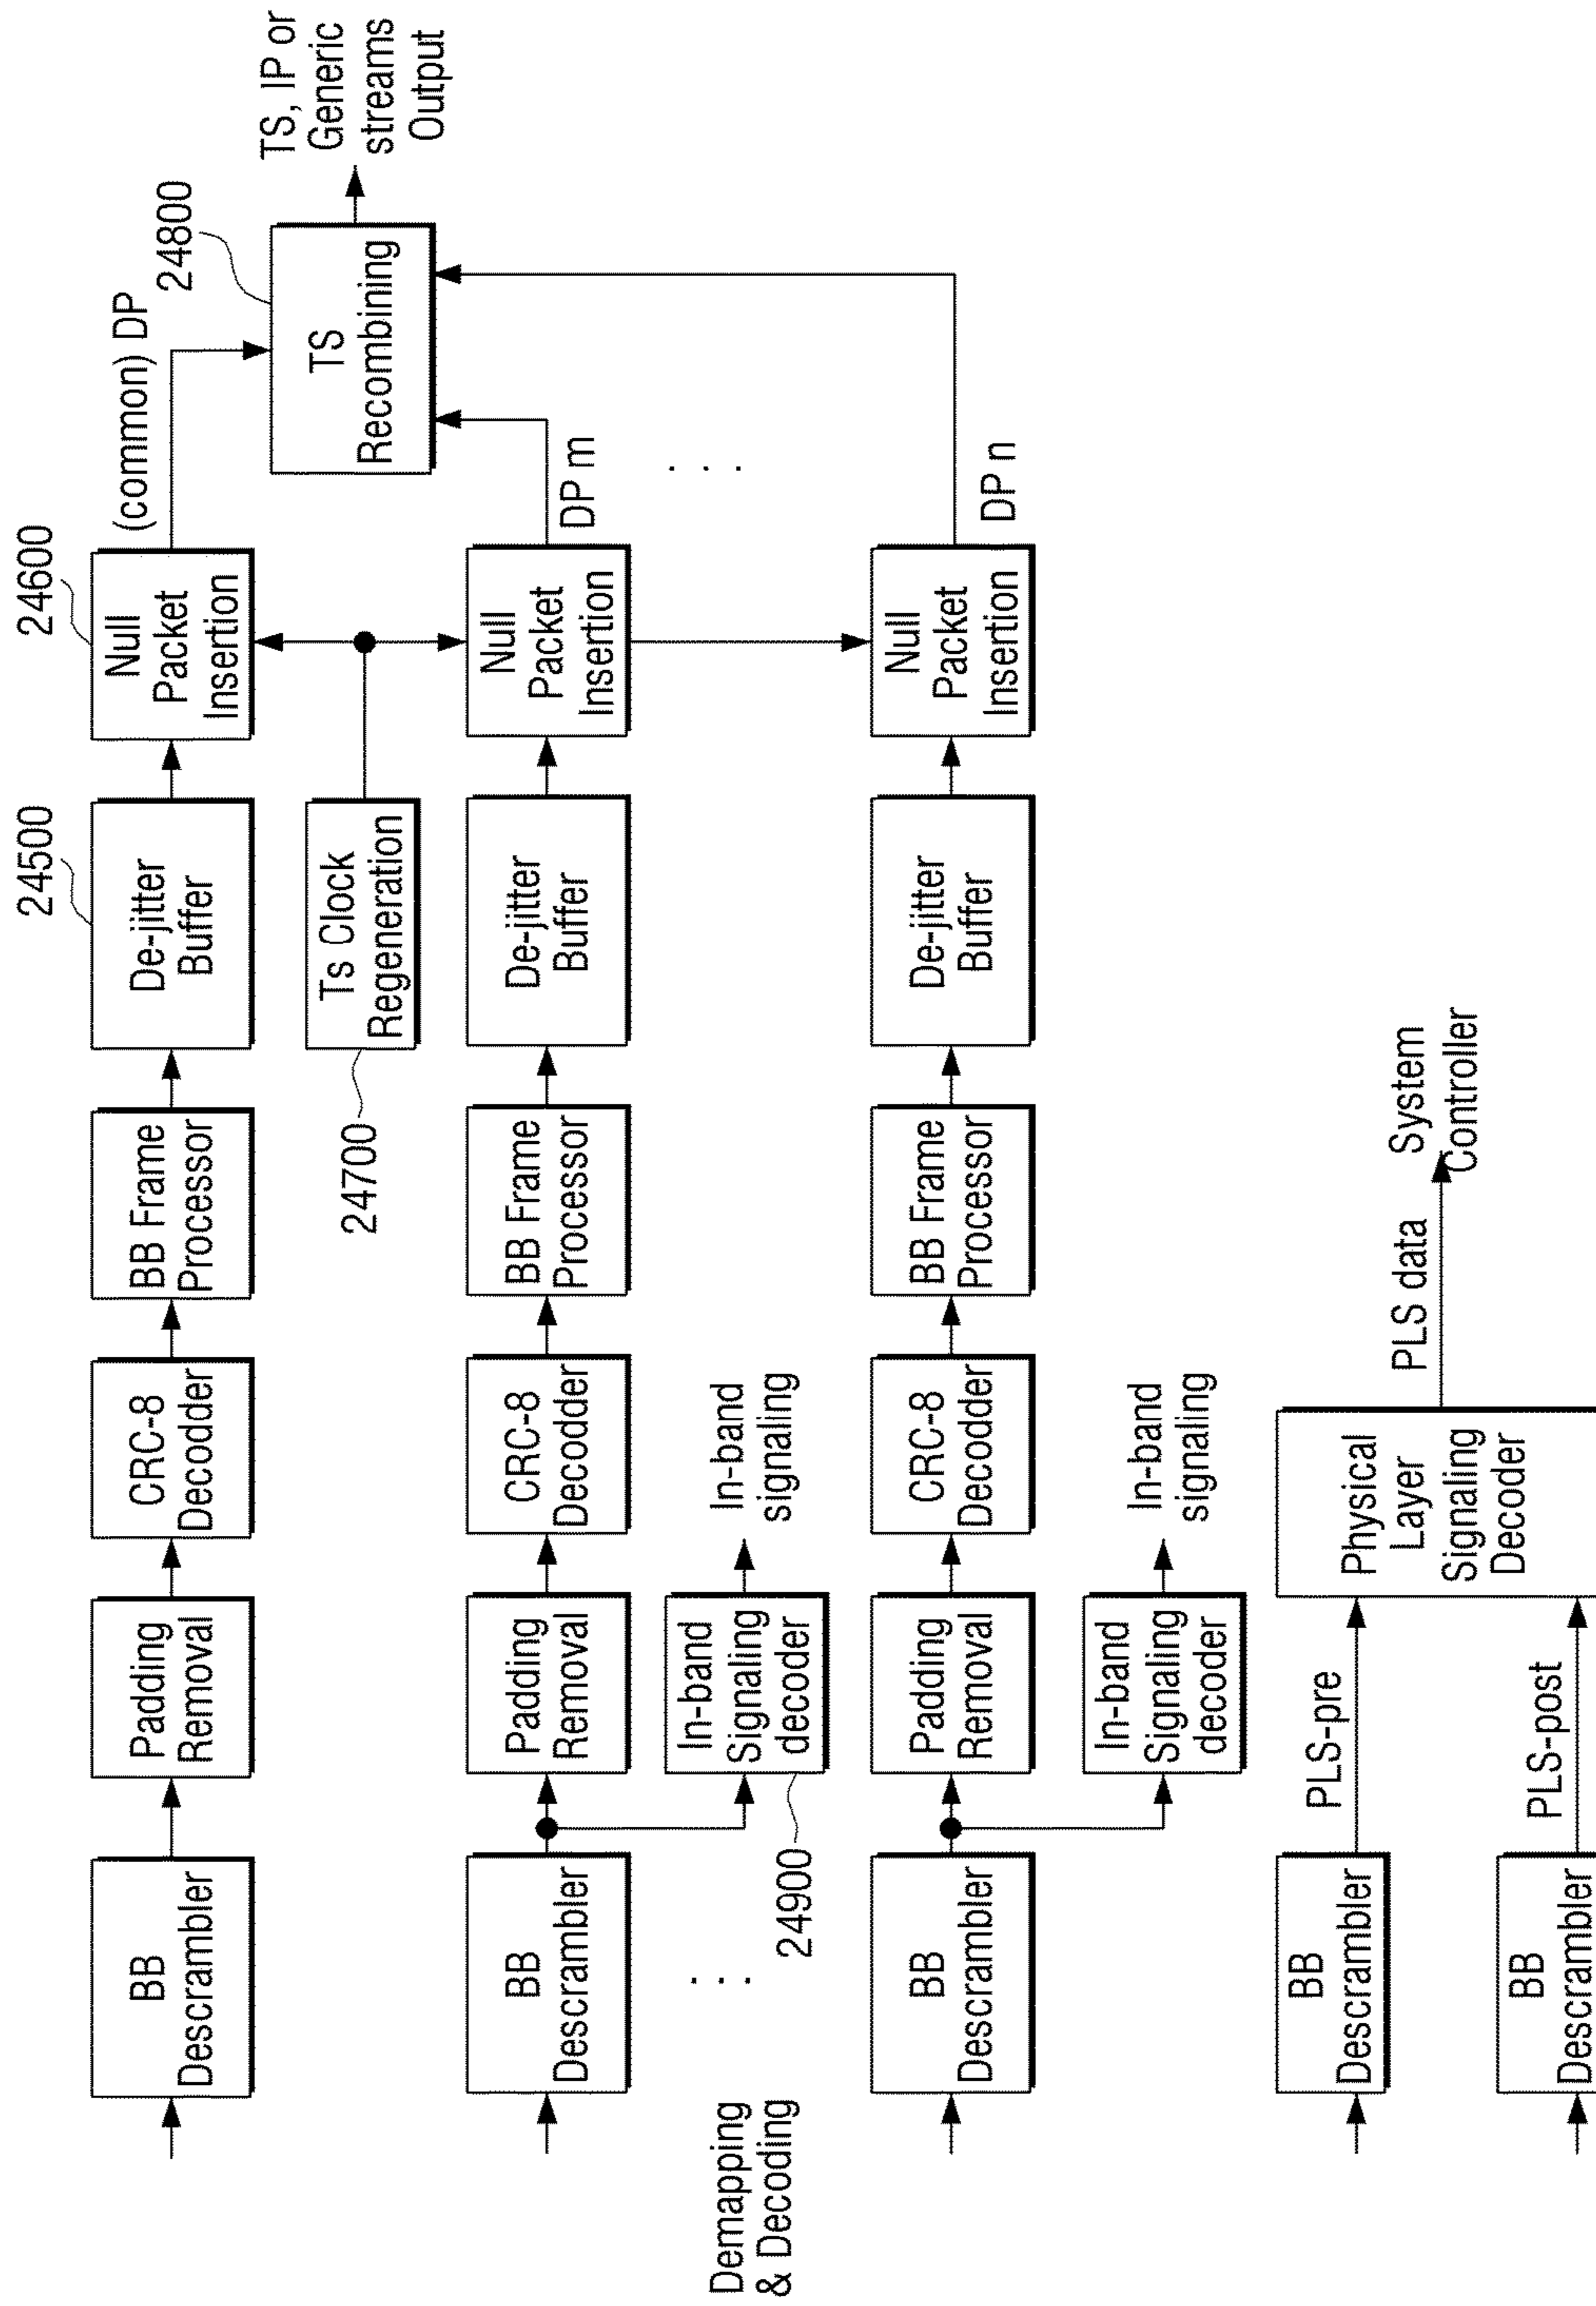 24500
24600
24800
BB
Descrambler
Padding
Removal
CRC-8
Decodder
BB Frame
Processor
De-jitter
Buffer
Null
Packet
Insertion
(common) DP
TS
Recombining
TS, IP or
Generic
streams
Output
24700
Ts Clock
Regeneration
BB
Descrambler
Padding
Removal
CRC-8
Decodder
BB Frame
Processor
De-jitter
Buffer
Null
Packet
Insertion
DP m
. . .
Demapping
& Decoding
. . .
24900
In-band
Signaling
decoder
In-band
signaling
BB
Descrambler
Padding
Removal
CRC-8
Decodder
BB Frame
Processor
De-jitter
Buffer
Null
Packet
Insertion
DP n
In-band
Signaling
decoder
In-band
signaling
BB
Descrambler
PLS-pre
Physical
Layer
Signaling
Decoder
PLS data
System
Controller
BB
Descrambler
PLS-post